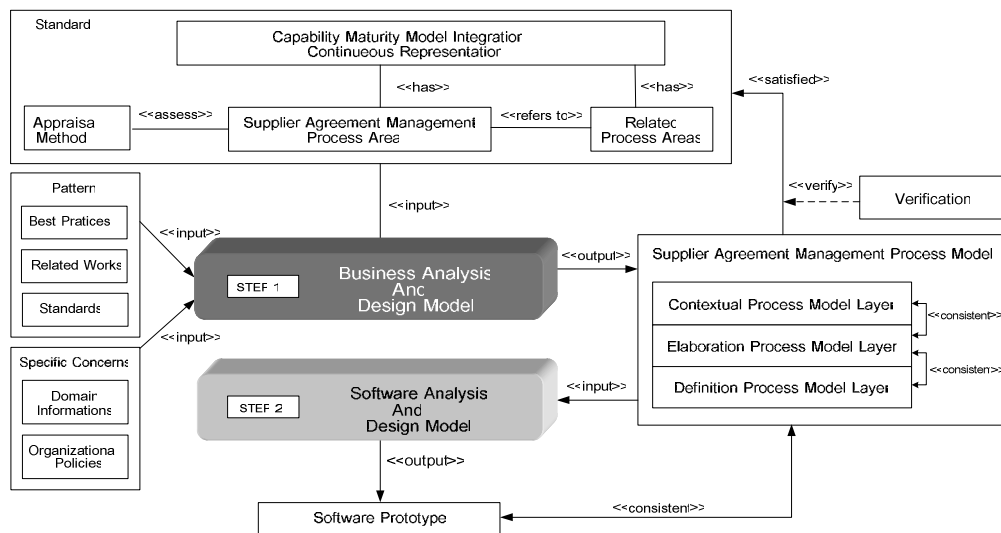 Standard
Capability Maturity Model Integration
Continueous Representation
<<has>>
<<has>>
<<satisfied>>
<<assess>>
<<refers to>>
Appraisa
Method
Supplier Agreement Management
Process Area
Related
Process Areas
Pattern
Best Pratices
Related Works
Standards
<<input>>
<<input>>
<<verify>>
Verification
STEP 1
Business Analysis
And
Design Model
<<output>>
Supplier Agreement Management Process Model
Contextual Process Model Layer
Elaboration Process Model Layer
Definition Process Model Layer
<<consistent>>
<<consistent>>
<<input>>
Specific Concerns
Domain
Informations
Organizational
Policies
STEP 2
Software Analysis
And
Design Model
<<input>>
<<output>>
Software Prototype
<<consistent>>